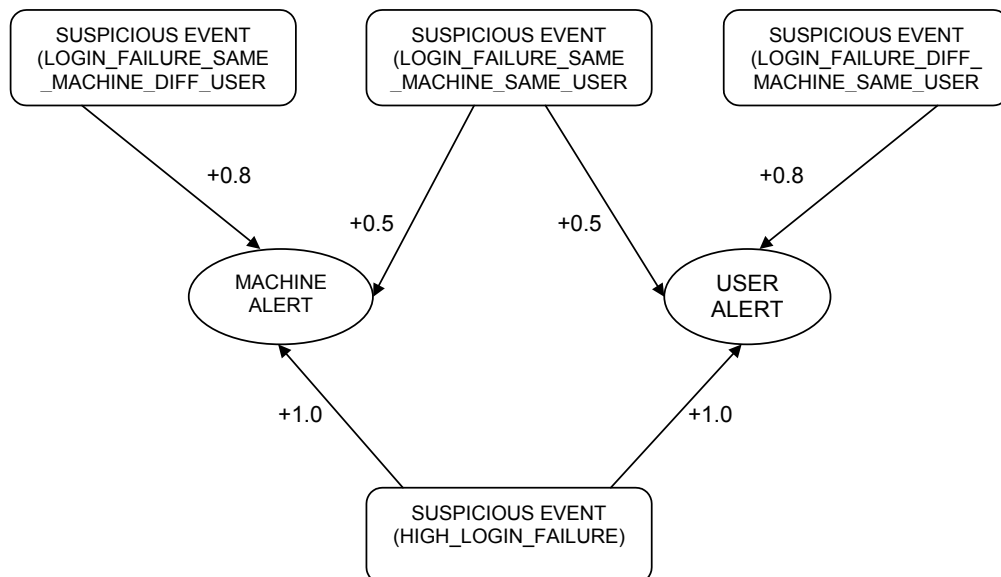 SUSPICIOUS EVENT
(LOGIN_FAILURE_SAME
_MACHINE_DIFF_USER
SUSPICIOUS EVENT
(LOGIN_FAILURE_SAME
_MACHINE_SAME_USER
SUSPICIOUS EVENT
(LOGIN_FAILURE_DIFF_
MACHINE_SAME_USER
+0.8
+0.5
+0.5
+0.8
MACHINE
ALERT
USER
ALERT
+1.0
+1.0
SUSPICIOUS EVENT
(HIGH_LOGIN_FAILURE)